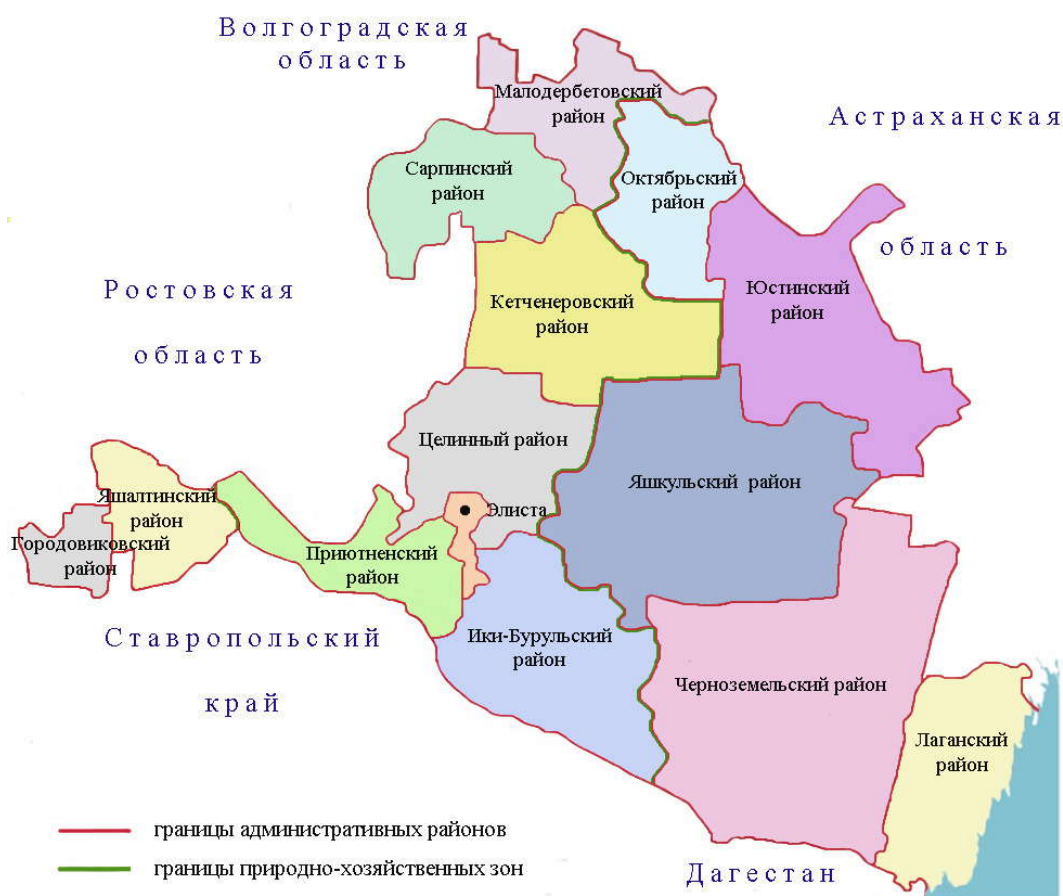 Волгоградская
область
Малодербетовский
район
Астраханская
область
Сарпинский
район
Октябрьский
район
Ростовская
область
Кетченеровский
район
Юстинский
район
Целинный район
Яшкульский район
Яшалтинский
район
Элиста
Городовиковский
район
Приютненский
район
Ставропольский
край
Ики-Бурульский
район
Черноземельский район
Лаганский
район
границы административных районов
границы природно-хозяйственных зон
Дагестан